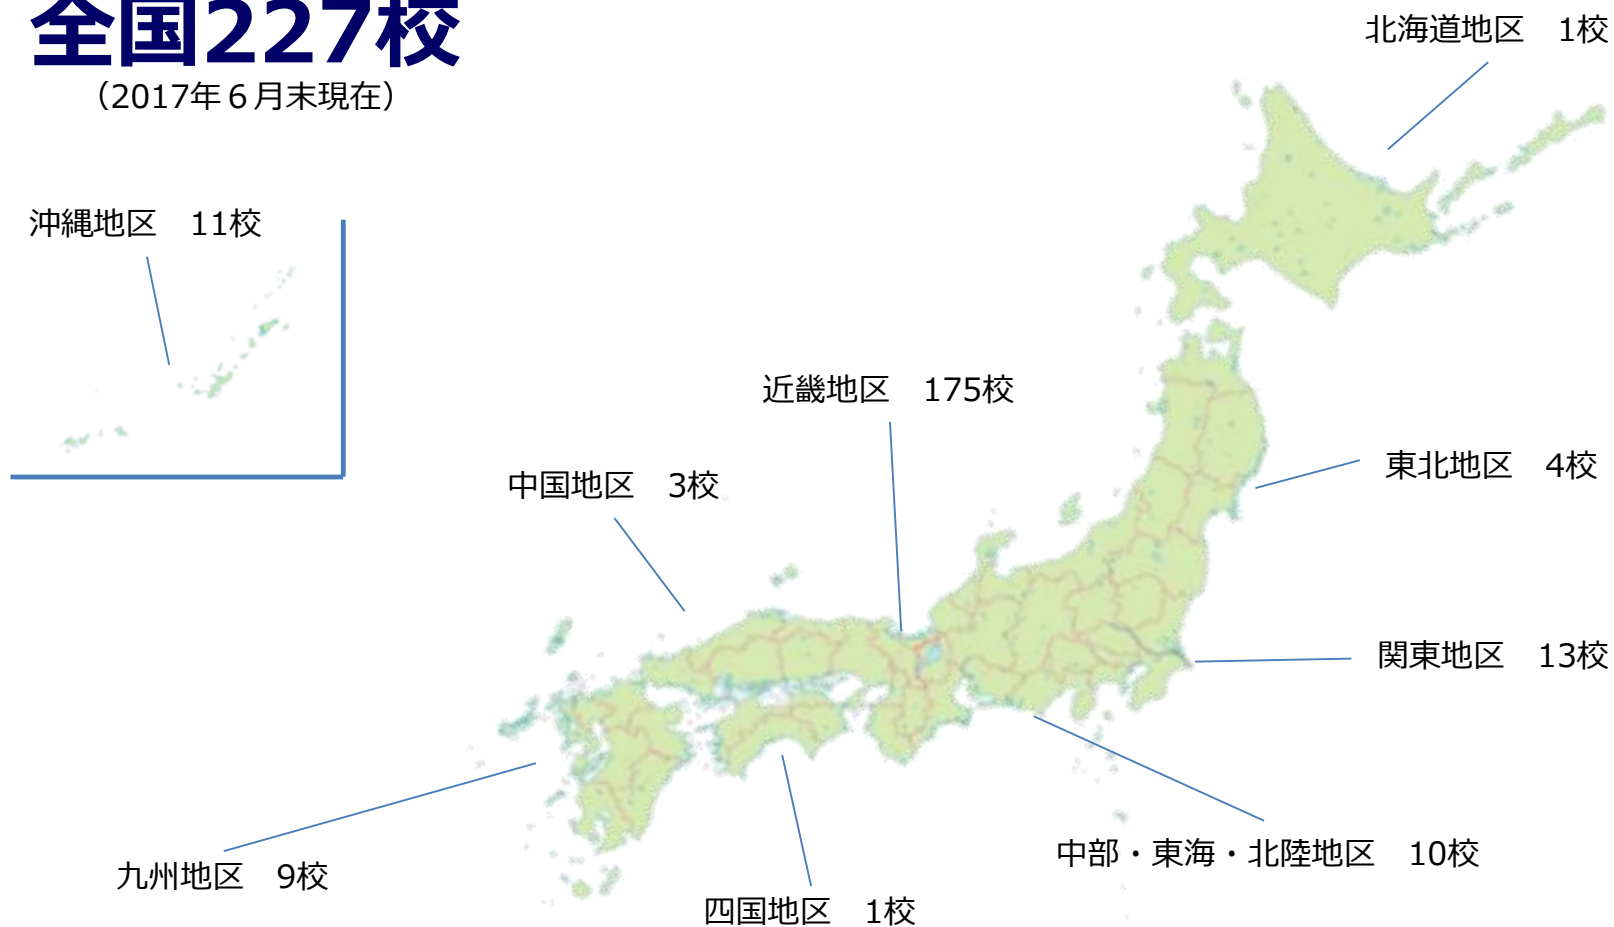 全国227校
（2017年６月末現在）
北海道地区　1校
沖縄地区　11校
近畿地区　175校
東北地区　4校
中国地区　3校
関東地区　13校
中部・東海・北陸地区　10校
九州地区　9校
四国地区　1校